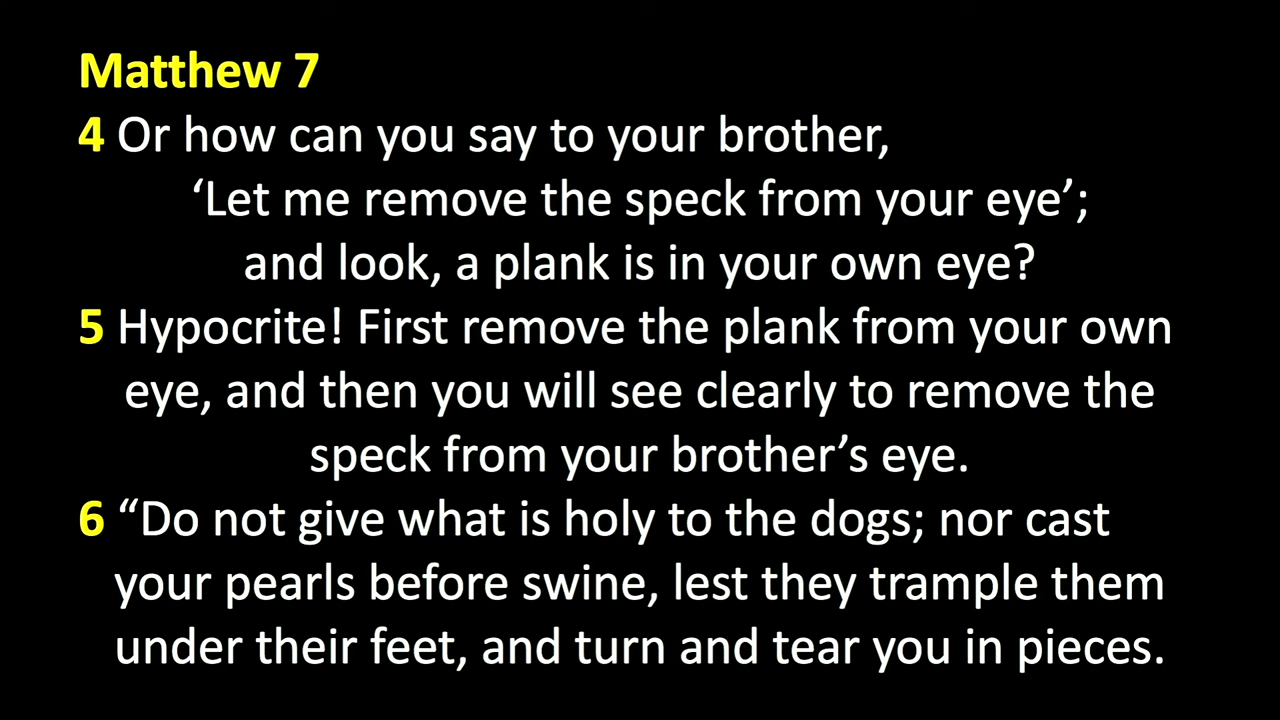 Matthew 7
4 Or how can you say to your brother,
‘Let me remove the speck from your eye’;
and look, a plank is in your own eye?
5 Hypocrite! First remove the plank from your own
eye, and then you will see clearly to remove the
speck from your brother’s eye.
6 “Do not give what is holy to the dogs; nor cast
your pearls before swine, lest they trample them
under their feet, and turn and tear you in pieces.